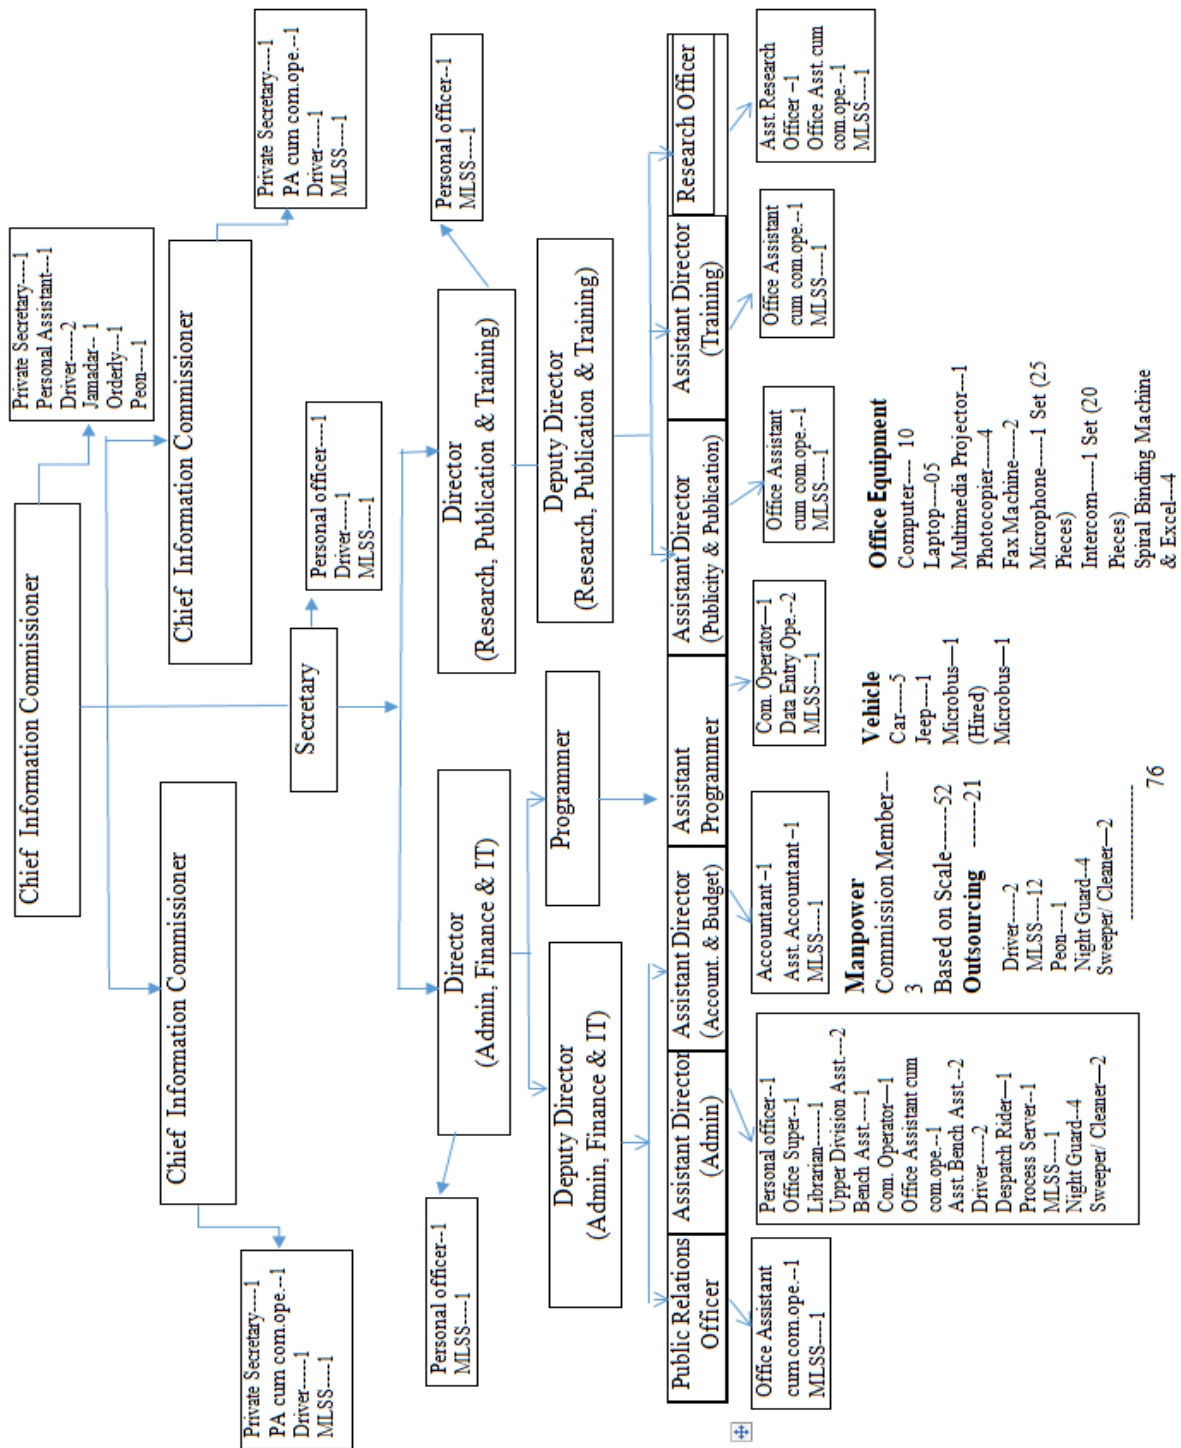 Chief Information Commissioner
Private Secretary----1
Personal Assistant---1
Driver-----2
Jamadar-- 1
Orderly---1
Peon----1
Chief Information Commissioner
Chief Information Commissioner
Private Secretary----1
PA cum com.ope.--1
Driver-----1
MLSS----1
Private Secretary----1
PA cum com.ope.--1
Driver-----1
MLSS----1
Secretary
Personal officer----1
Driver----1
MLSS----1
Director
(Admin, Finance & IT)
Director
(Research, Publication & Training)
Personal officer--1
MLSS----1
Personal officer--1
MLSS----1
Deputy Director
(Admin, Finance & IT)
Programmer
Deputy Director
(Research, Publication & Training)
Public Relations
Officer
Assistant Director
(Admin)
Assistant Director
(Account. & Budget)
Assistant
Programmer
Assistant Director
(Publicity & Publication)
Assistant Director
(Training)
Research Officer
Office Assistant
cum com.ope.--1
MLSS----1
Personal officer--1
Office Super--1
Librarian------1
Upper Division Asst.---2
Bench Asst.----1
Com. Operator—1
Office Assistant cum
com.ope.--1
Asst.Bench Asst.--2
Driver-----2
Despatch Rider—1
Process Server--1
MLSS----1
Night Guard--4
Sweeper/ Cleaner—2
Accountant–1
Asst. Accountant–1
MLSS----1
Com. Operator—1
Data Entry Ope.--2
MLSS----1
Office Assistant
cum com.ope.--1
MLSS----1
Office Assistant
cum com.ope.--1
MLSS----1
Asst. Research
Officer –1
Office Asst. cum
com.ope.--1
MLSS----1
Manpower
Commission Member---
3
Based on Scale-----52
Outsourcing ------21
Driver----2
MLSS----12
Peon---1
Night Guard--4
Sweeper/ Cleaner—2
--------------------
76
Vehicle
Car-----5
Jeep----1
Microbus—1
(Hired)
Microbus—1
Office Equipment
Computer---- 10
Laptop----05
Multimedia Projector---1
Photocopier----4
Fax Machine----2
Microphone-----1 Set (25
Pieces)
Intercom-----1 Set (20
Pieces)
Spiral Binding Machine
& Excel--4